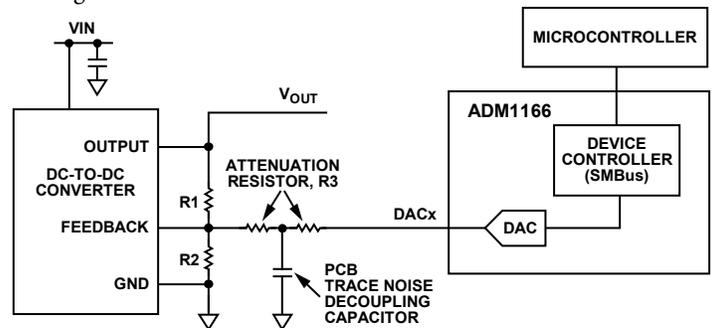 VIN
MICROCONTROLLER
VOUT
ADM1166
OUTPUT
DC-TO-DC
CONVERTER
ATTENUATION
RESISTOR, R3
DEVICE
CONTROLLER
(SMBus)
R1
FEEDBACK
DACx
DAC
R2
GND
PCB
TRACE NOISE
DECOUPLING
CAPACITOR